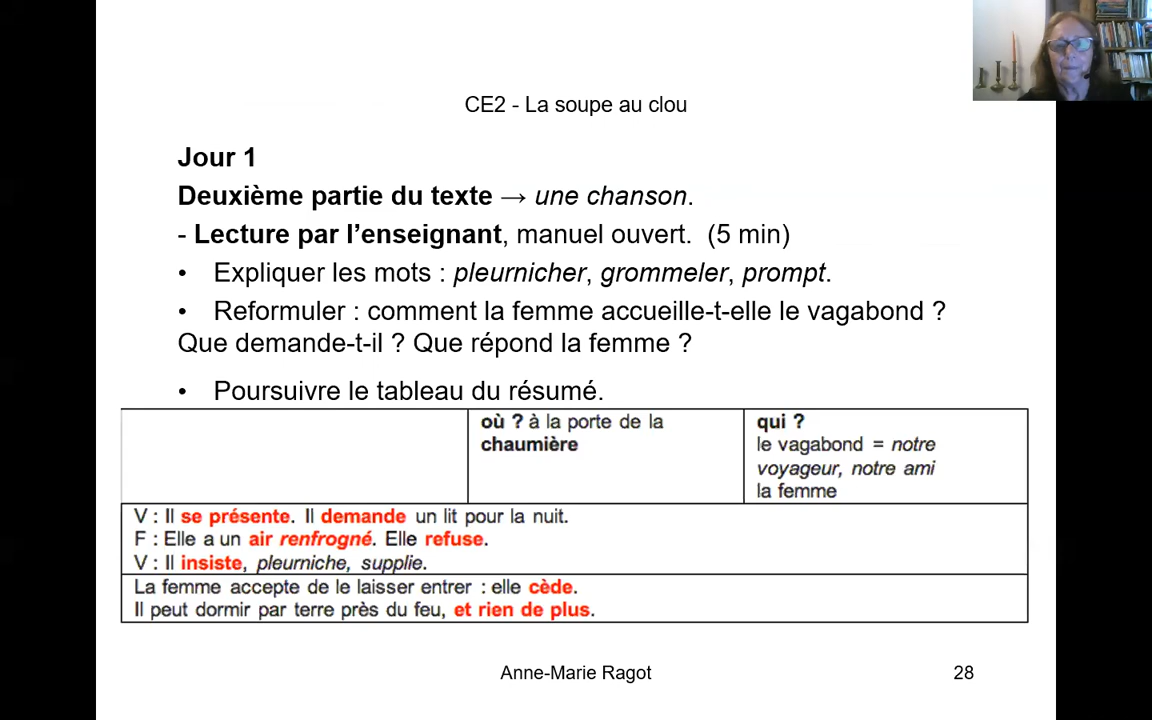 CE2 - La soupe au clou
Jour 1
Deuxième partie du texte → une chanson.
- Lecture par l’enseignant, manuel ouvert. (5 min)
• Expliquer les mots : pleurnicher, grommeler, prompt.
• Reformuler : comment la femme accueille-t-elle le vagabond ?
Que demande-t-il ? Que répond la femme ?
• Poursuivre le tableau du résumé.
où ? à la porte de la
chaumière
qui ?
le vagabond = notre
voyageur, notre ami
la femme
V : Il se présente. Il demande un lit pour la nuit.
F : Elle a un air renfrogné. Elle refuse.
V : Il insiste, pleurniche, supplie.
La femme accepte de le laisser entrer : elle cède.
Il peut dormir par terre près du feu, et rien de plus.
Anne-Marie Ragot
28